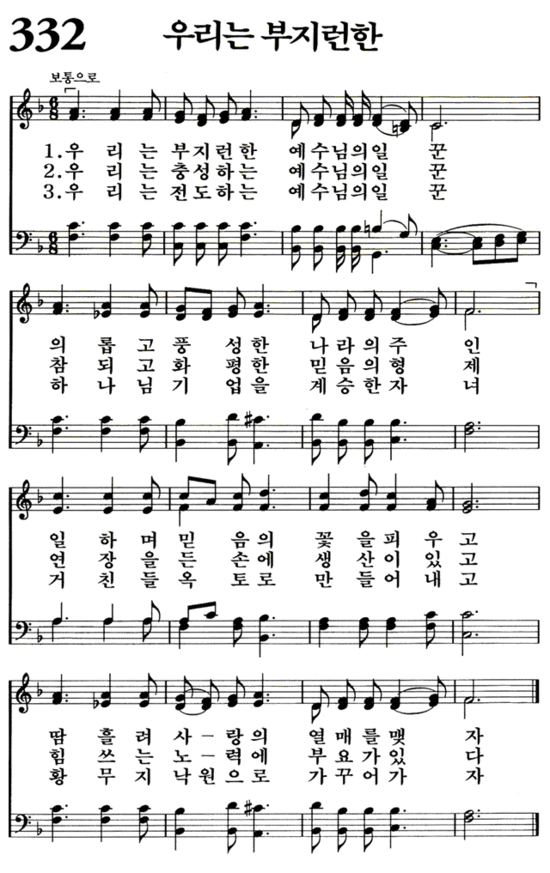 332 우리는 부지런한
보통으로
1.우 리 는 부 지 런 한 예 수 님 의 일 꾼
2.우 리 는 충 성 하 는 예 수 님 의 일 꾼
3.우 리 는 전 도 하 는 예 수 님 의 일 꾼
의 롭 고 풍 성 한 나 라 의 주 인
참 되 고 화 평 한 믿 음 의 형 제
하 나 님 기 업 을 계 승 한 자 녀
일 하 며 믿 음 의 꽃 을 피 우 고
연 장 을 든 손 에 생 산 이 있 고
거 친 들 옥 토 로 만 들 어 내 고
땀 흘 려 사 - 랑 의 열 매 를 맺 자
힘 쓰 는 노 - 력 에 부 요 가 있 다
황 무 지 낙 원 으 로 가 꾸 어 가 자